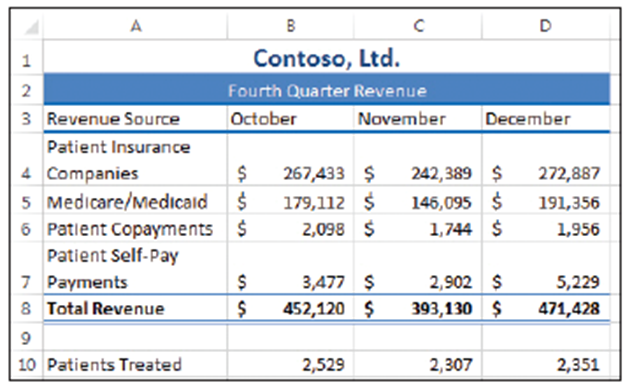 A B C D
1 Contoso, Ltd.
2 Fourth Quarter Revenue
3 Revenue Source October November December
Patient Insurance
4 Companies $ 267,433 $ 242,389 $ 272,887
5 Medicare/Medicaid $ 179,112 $ 146,095 $ 191,356
6 Patient Copayments $ 2,098 $ 1,744 $ 1,956
Patient Self-Pay
7 Payments $ 3,477 $ 2,902 $ 5,229
8 Total Revenue $ 452,120 $ 393,130 $ 471,428
9
10 Patients Treated 2,529 2,307 2,351